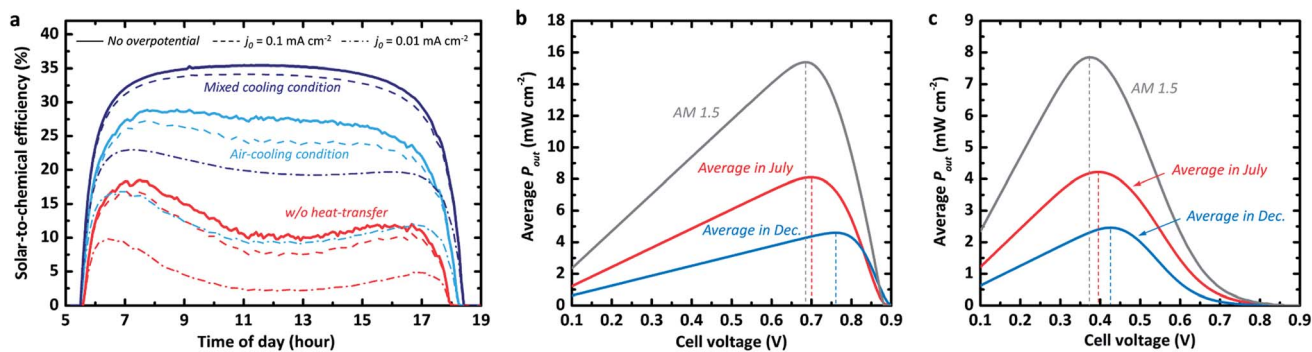 a
No overpotential
j0 = 0.1 mA cm-2
j0 = 0.01 mA cm-2
Mixed cooling condition
Air-cooling condition
w/o heat-transfer
Solar-to-chemical efficiency (%)
40
35
30
25
20
15
10
5
0
5 7 9 11 13 15 17 19
Time of day (hour)
b
AM 1.5
Average in July
Average in Dec.
Average Pout (mW cm-2)
18
16
14
12
10
8
6
4
2
0
0.1 0.2 0.3 0.4 0.5 0.6 0.7 0.8 0.9
Cell voltage (V)
c
AM 1.5
Average in July
Average in Dec.
Average Pout (mW cm-2)
9
8
7
6
5
4
3
2
1
0
0.1 0.2 0.3 0.4 0.5 0.6 0.7 0.8 0.9
Cell voltage (V)